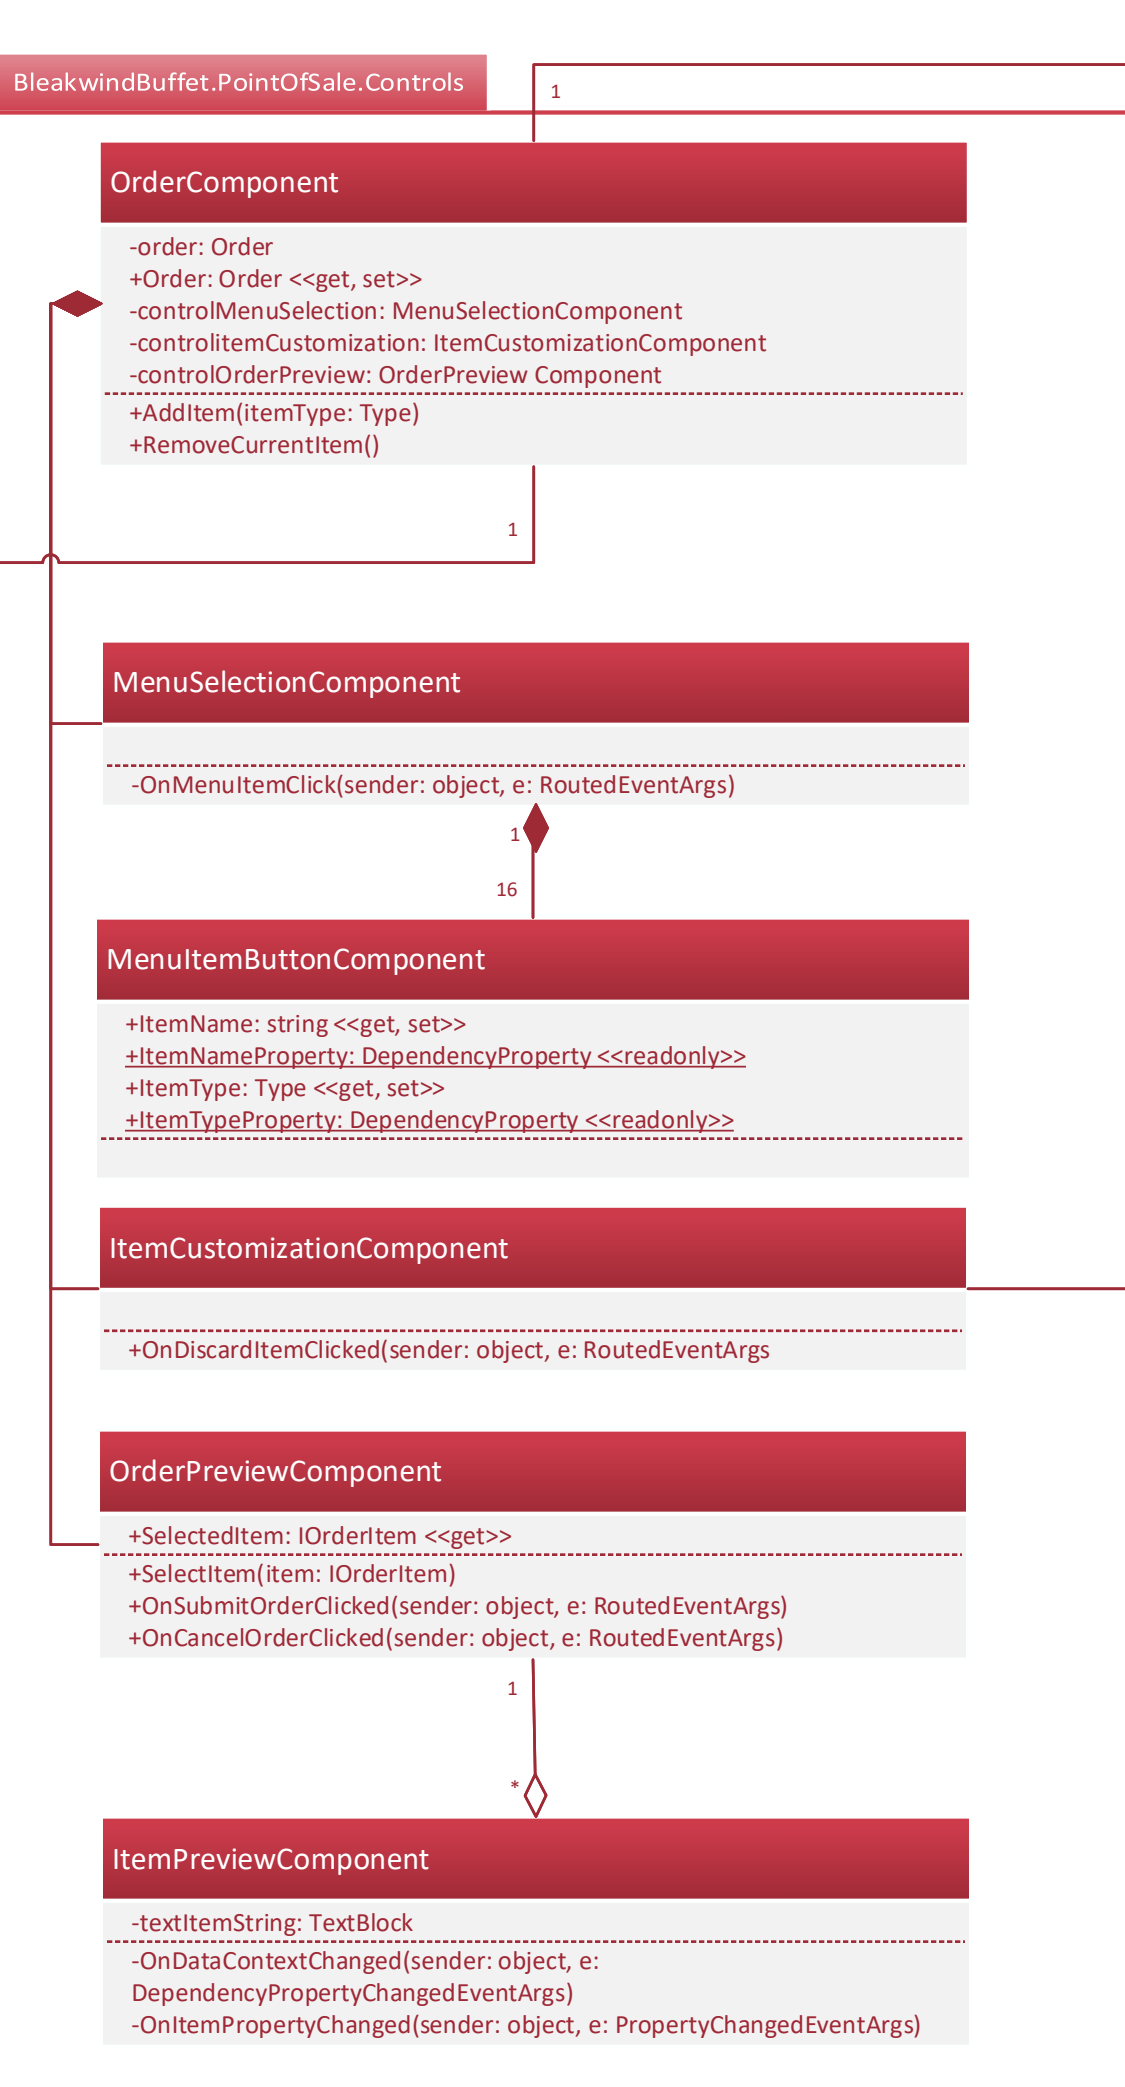 BleakwindBuffet.PointOfSale.Controls
1
OrderComponent
-order: Order
+Order: Order <<get, set>>
-controlMenuSelection: MenuSelectionComponent
-controlitemCustomization: ItemCustomizationComponent
-controlOrderPreview: OrderPreview Component
+AddItem(itemType: Type)
+RemoveCurrentItem()
1
MenuSelectionComponent
-OnMenuItemClick(sender: object, e: RoutedEventArgs)
1
16
MenuItemButtonComponent
+ItemName: string <<get, set>>
+ItemNameProperty: DependencyProperty <<readonly>>
+ItemType: Type <<get, set>>
+ItemTypeProperty: DependencyProperty <<readonly>>
ItemCustomizationComponent
+OnDiscardItemClicked(sender: object, e: RoutedEventArgs
OrderPreviewComponent
+SelectedItem: IOrderItem <<get>>
+SelectItem(item: IOrderItem)
+OnSubmitOrderClicked(sender: object, e: RoutedEventArgs)
+OnCancelOrderClicked(sender: object, e: RoutedEventArgs)
1
*
ItemPreviewComponent
-textItemString: TextBlock
-OnDataContextChanged(sender: object, e:
DependencyPropertyChangedEventArgs)
-OnItemPropertyChanged(sender: object, e: PropertyChangedEventArgs)